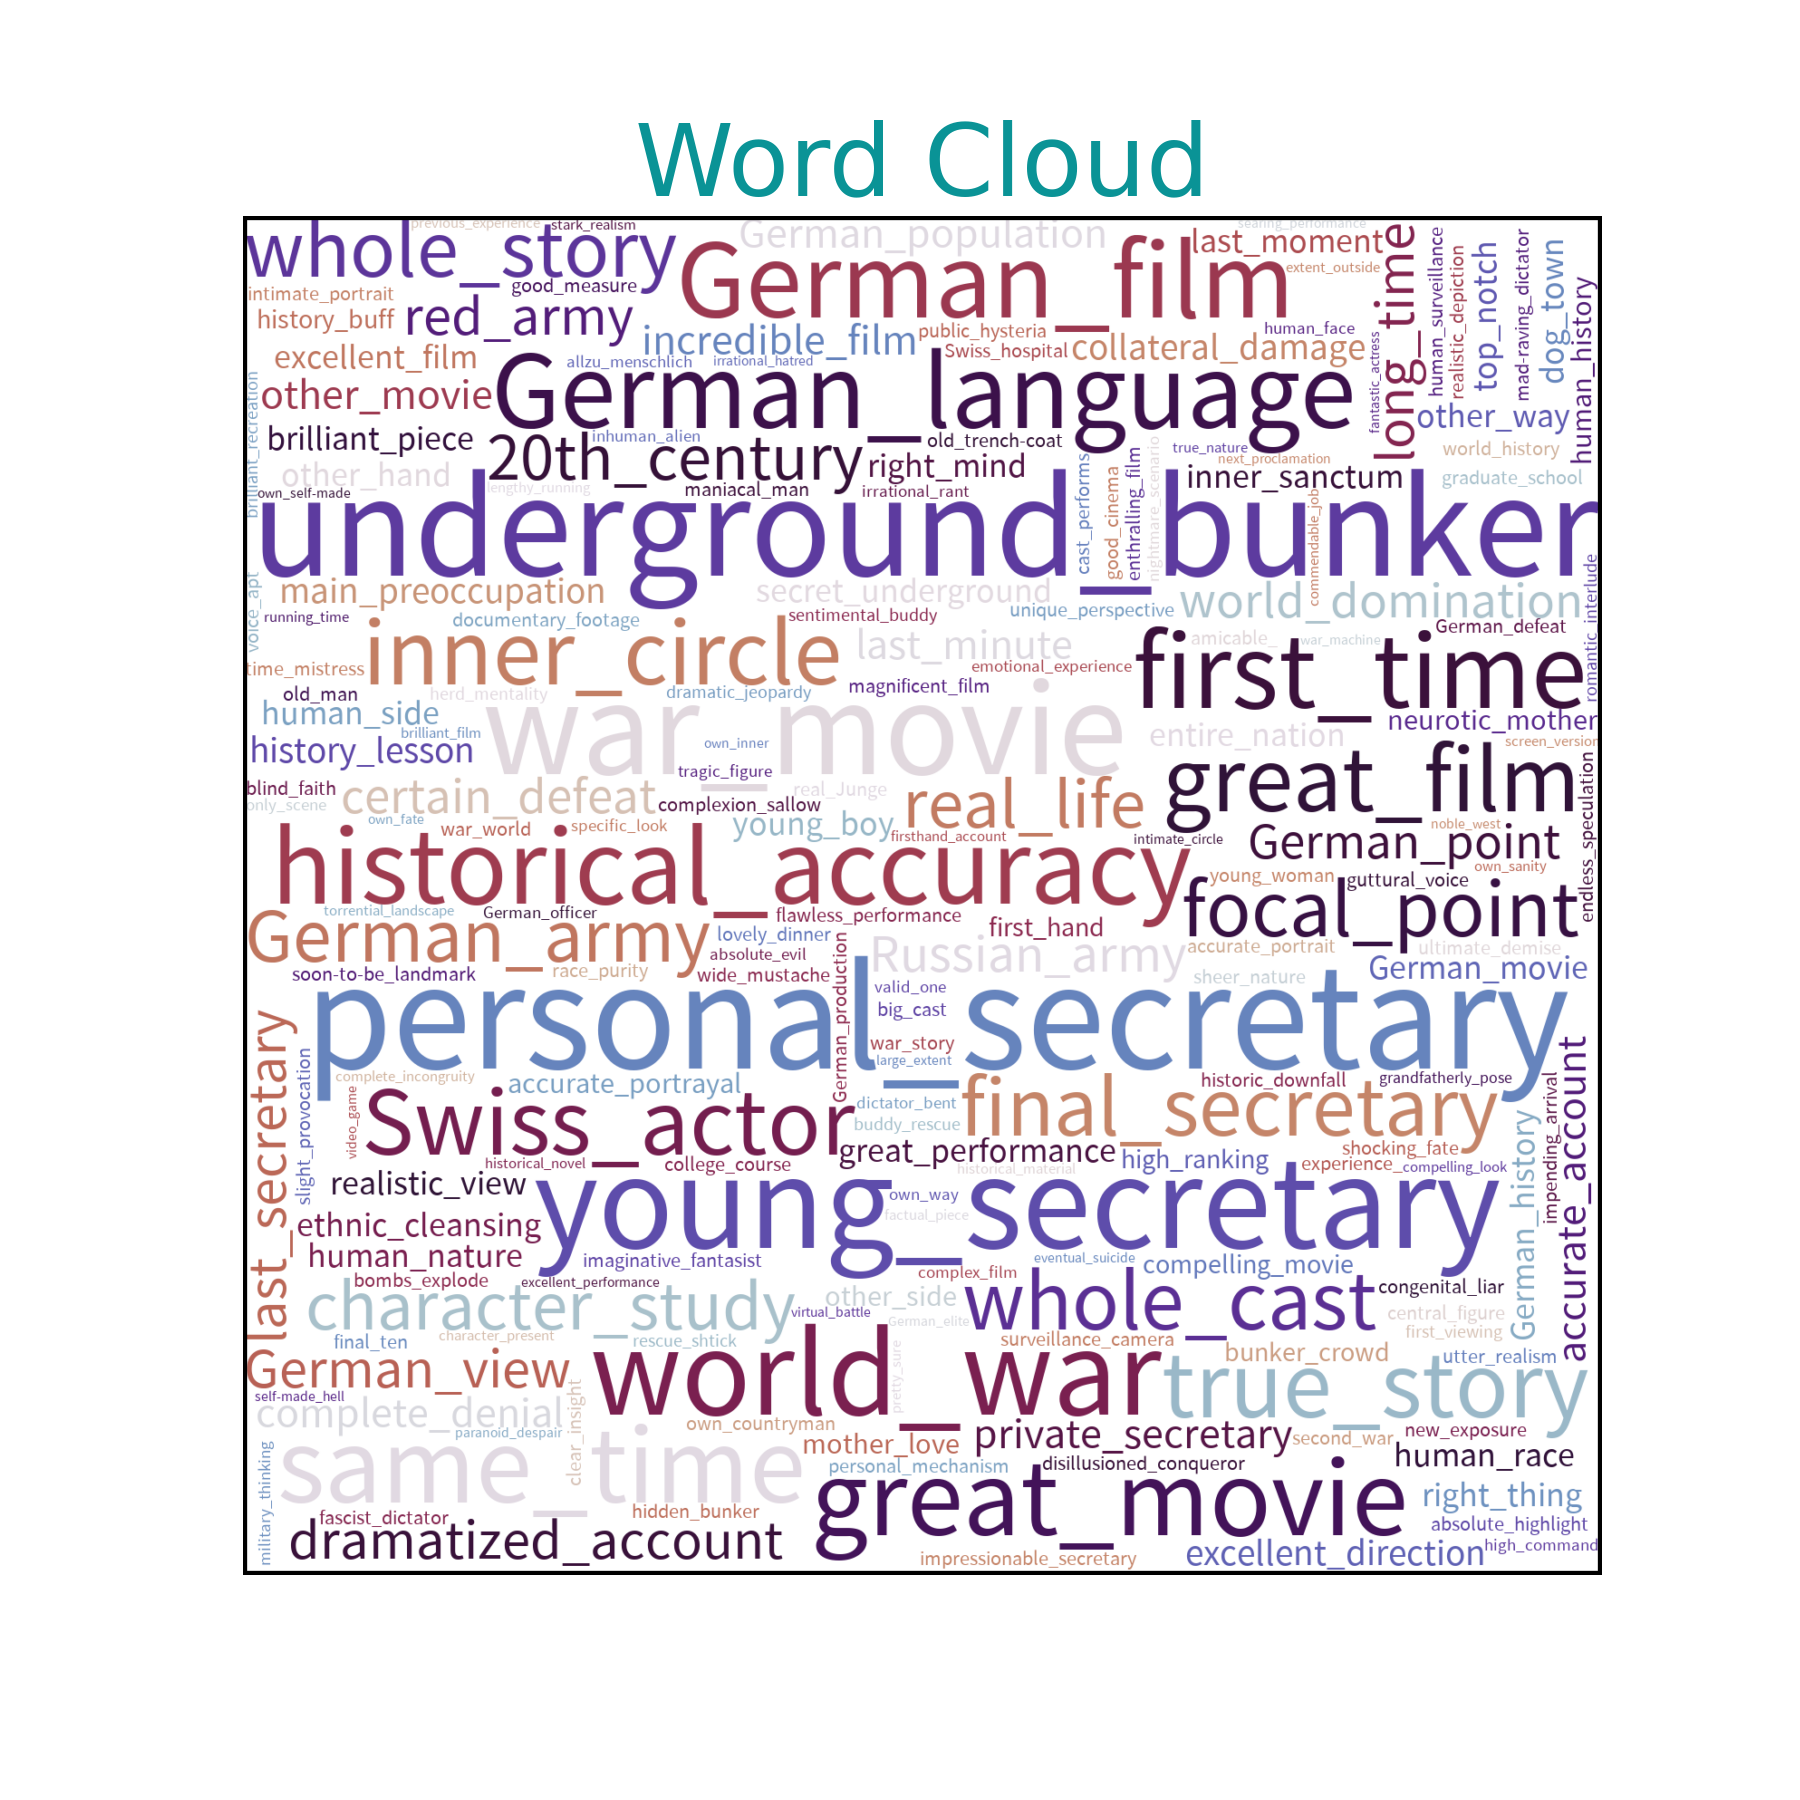 Word Cloud
previous_experience
stark_realism
searing_performance
whole_story
German_population
German_film
last_moment
extent_outside
long_time
human_surveillance
realistic_depiction
top_notch
mad-raving_dictator
dog_town
human_history
good_measure
intimate_portrait
history_buff
red_army
incredible_film
public_hysteria
human_face
Swiss_hospital
collateral_damage
fantastic_actress
excellent_film
allzu_menschlich
irrational_hatred
other_movie
German_language
other_way
brilliant_recreation
brilliant_piece
20th_century
inhuman_alien
old_trench-coat
right_mind
true_nature
next_proclamation
world_history
other_hand
own_self-made
lengthy_running
maniacal_man
irrational_rant
cast_performs
good_cinema
enthralling_film
nightmare_scenario
inner_sanctum
graduate_school
underground_bunker
commendable_job
romantic_interlude
voice_apt
main_preoccupation
secret_underground
unique_perspective
world_domination
running_time
documentary_footage
sentimental_buddy
German_defeat
time_mistress
inner_circle
last_minute
amicable_
war_machine
emotional_experience
first_time
old_man
herd_mentality
dramatic_jeopardy
magnificent_film
human_side
brilliant_film
war_movie
neurotic_mother
history_lesson
own_inner
entire_nation
screen_version
tragic_figure
great_film
endless_speculation
blind_faith
only_scene
certain_defeat
complexion_sallow
real_Junge
real_life
own_fate
war_world
specific_look
young_boy
firsthand_account
intimate_circle
noble_west
German_point
historical_accuracy
own_sanity
young_woman
guttural_voice
focal_point
torrential_landscape
German_officer
flawless_performance
first_hand
German_army
lovely_dinner
absolute_evil
German_production
Russian_army
accurate_portrait
ultimate_demise
soon-to-be_landmark
race_purity
wide_mustache
sheer_nature
German_movie
personal_secretary
valid_one
big_cast
last_secretary
slight_provocation
war_story
large_extent
complete_incongruity
accurate_portrayal
historic_downfall
grandfatherly_pose
impending_arrival
accurate_account
video_game
Swiss_actor
dictator_bent
buddy_rescue
final_secretary
German_history
great_performance
shocking_fate
historical_novel
college_course
historical_material
high_ranking
experience_
compelling_look
realistic_view
young_secretary
own_way
factual_piece
ethnic_cleansing
human_nature
imaginative_fantasist
eventual_suicide
compelling_movie
bombs_explode
excellent_performance
complex_film
congenital_liar
character_study
virtual_battle
other_side
German_elite
whole_cast
central_figure
first_viewing
final_ten
character_present
rescue_shtick
surveillance_camera
bunker_crowd
utter_realism
German_view
world_war
pretty_sure
true_story
self-made_hell
complete_denial
paranoid_despair
clear_insight
own_countryman
mother_love
private_secretary
second_war
new_exposure
military_thinking
same_time
personal_mechanism
disillusioned_conqueror
human_race
great_movie
right_thing
fascist_dictator
hidden_bunker
absolute_highlight
dramatized_account
impressionable_secretary
excellent_direction
high_command